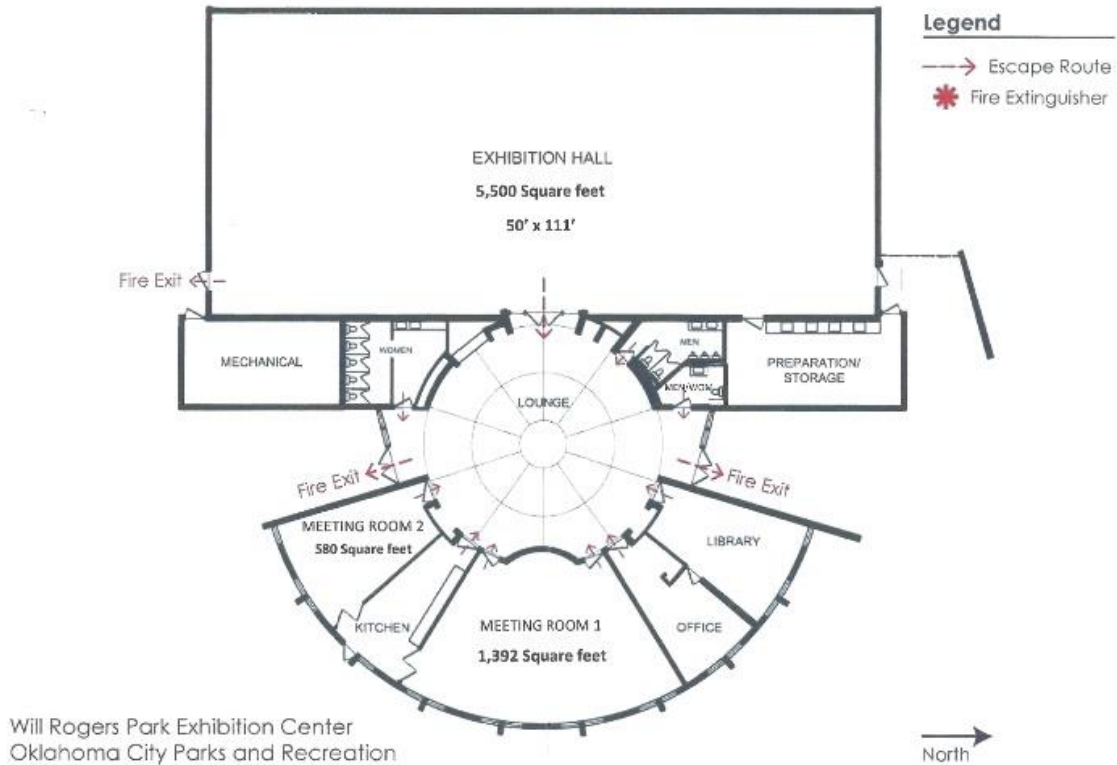 Legend
Escape Route
Fire Extinguisher
EXHIBITION HALL
5,500 Square feet
50' x 111'
Fire Exit
MECHANICAL
WOMEN
MEN
MEN/WOM
PREPARATION/
STORAGE
LOUNGE
Fire Exit
Fire Exit
MEETING ROOM 2
580 Square feet
LIBRARY
KITCHEN
MEETING ROOM 1
1,392 Square feet
OFFICE
Will Rogers Park Exhibition Center
Oklahoma City Parks and Recreation
North